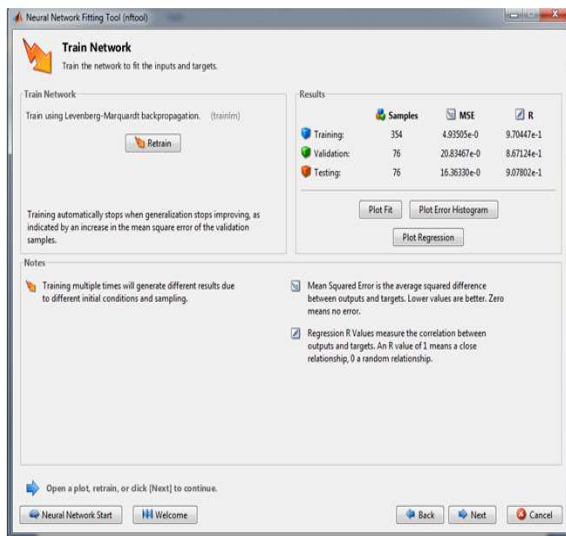 Neural Network Fitting Tool (nftool)
Train Network
Train the network to fit the inputs and targets.
Train Network
Train using Levenberg-Marquardt backpropagation. (trainlm)
Retrain
Training automatically stops when generalization stops improving, as
indicated by an increase in the mean square error of the validation
samples.
Results
Samples MSE R
Training: 354 4.93505e-0 9.70447e-1
Validation: 76 20.83467e-0 8.67124e-1
Testing: 76 16.36330e-0 9.07802e-1
Plot Fit Plot Error Histogram
Plot Regression
Notes
Training multiple times will generate different results due
to different initial conditions and sampling.
Mean Squared Error is the average squared difference
between outputs and targets. Lower values are better. Zero
means no error.
Regression R Values measure the correlation between
outputs and targets. An R value of 1 means a close
relationship, 0 a random relationship.
Open a plot, retrain, or click [Next] to continue.
Neural Network Start Welcome Back Next Cancel